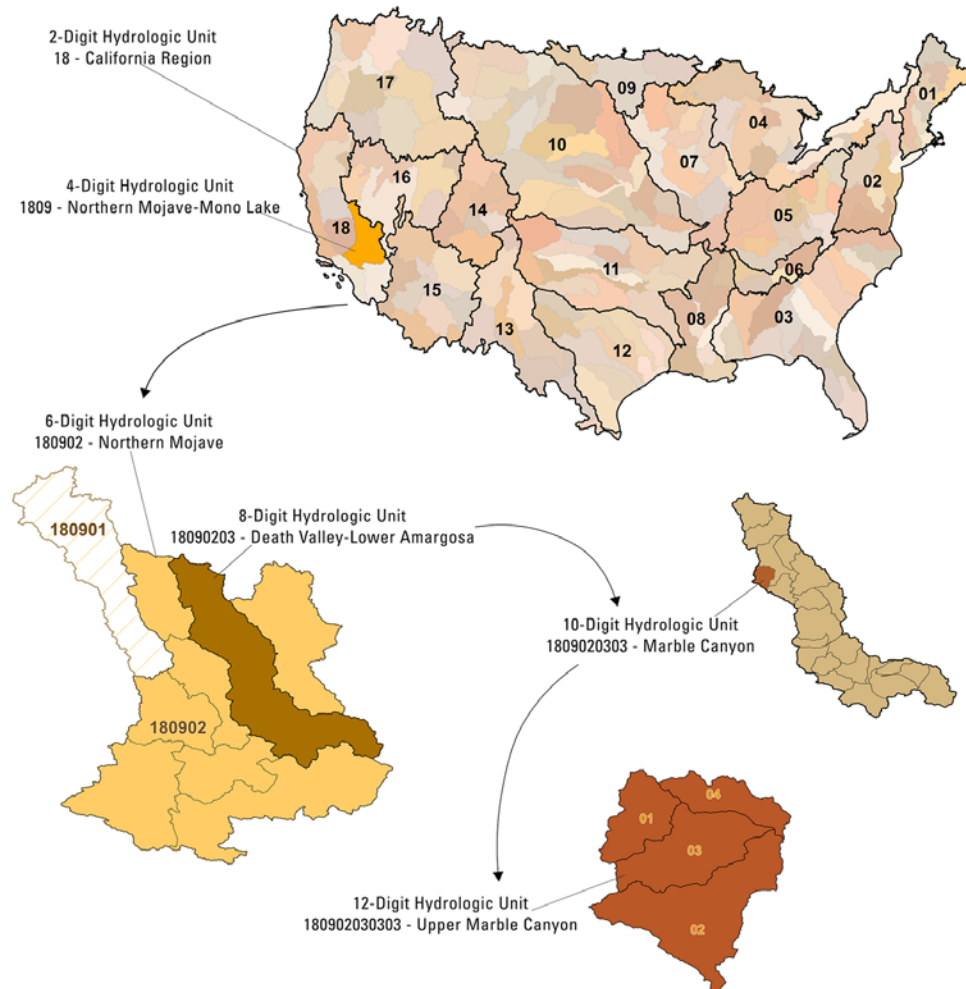 2-Digit Hydrologic Unit
18 - California Region
4-Digit Hydrologic Unit
1809 - Northern Mojave-Mono Lake
17
09
01
04
10
16
07
02
14
18
05
11
06
15
08
03
13
12
6-Digit Hydrologic Unit
180902 - Northern Mojave
180901
8-Digit Hydrologic Unit
18090203 - Death Valley-Lower Amargosa
180902
10-Digit Hydrologic Unit
1809020303 - Marble Canyon
04
01
03
02
12-Digit Hydrologic Unit
180902030303 - Upper Marble Canyon